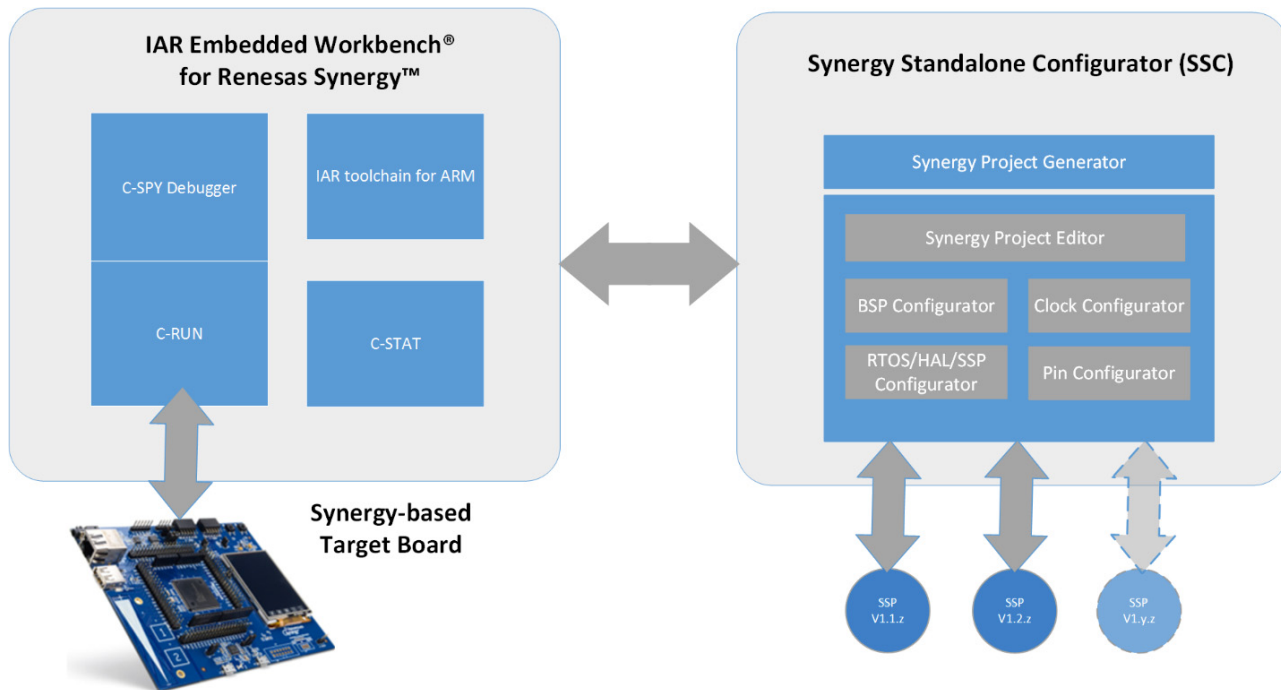 IAR Embedded Workbench®
for Renesas Synergy™
C-SPY Debugger
IAR toolchain for ARM
C-RUN
C-STAT
Synergy-based
Target Board
1
2
Synergy Standalone Configurator (SSC)
Synergy Project Generator
Synergy Project Editor
BSP Configurator
Clock Configurator
RTOS/HAL/SSP
Configurator
Pin Configurator
SSP
V1.1.z
SSP
V1.2.z
SSP
V1.y.z